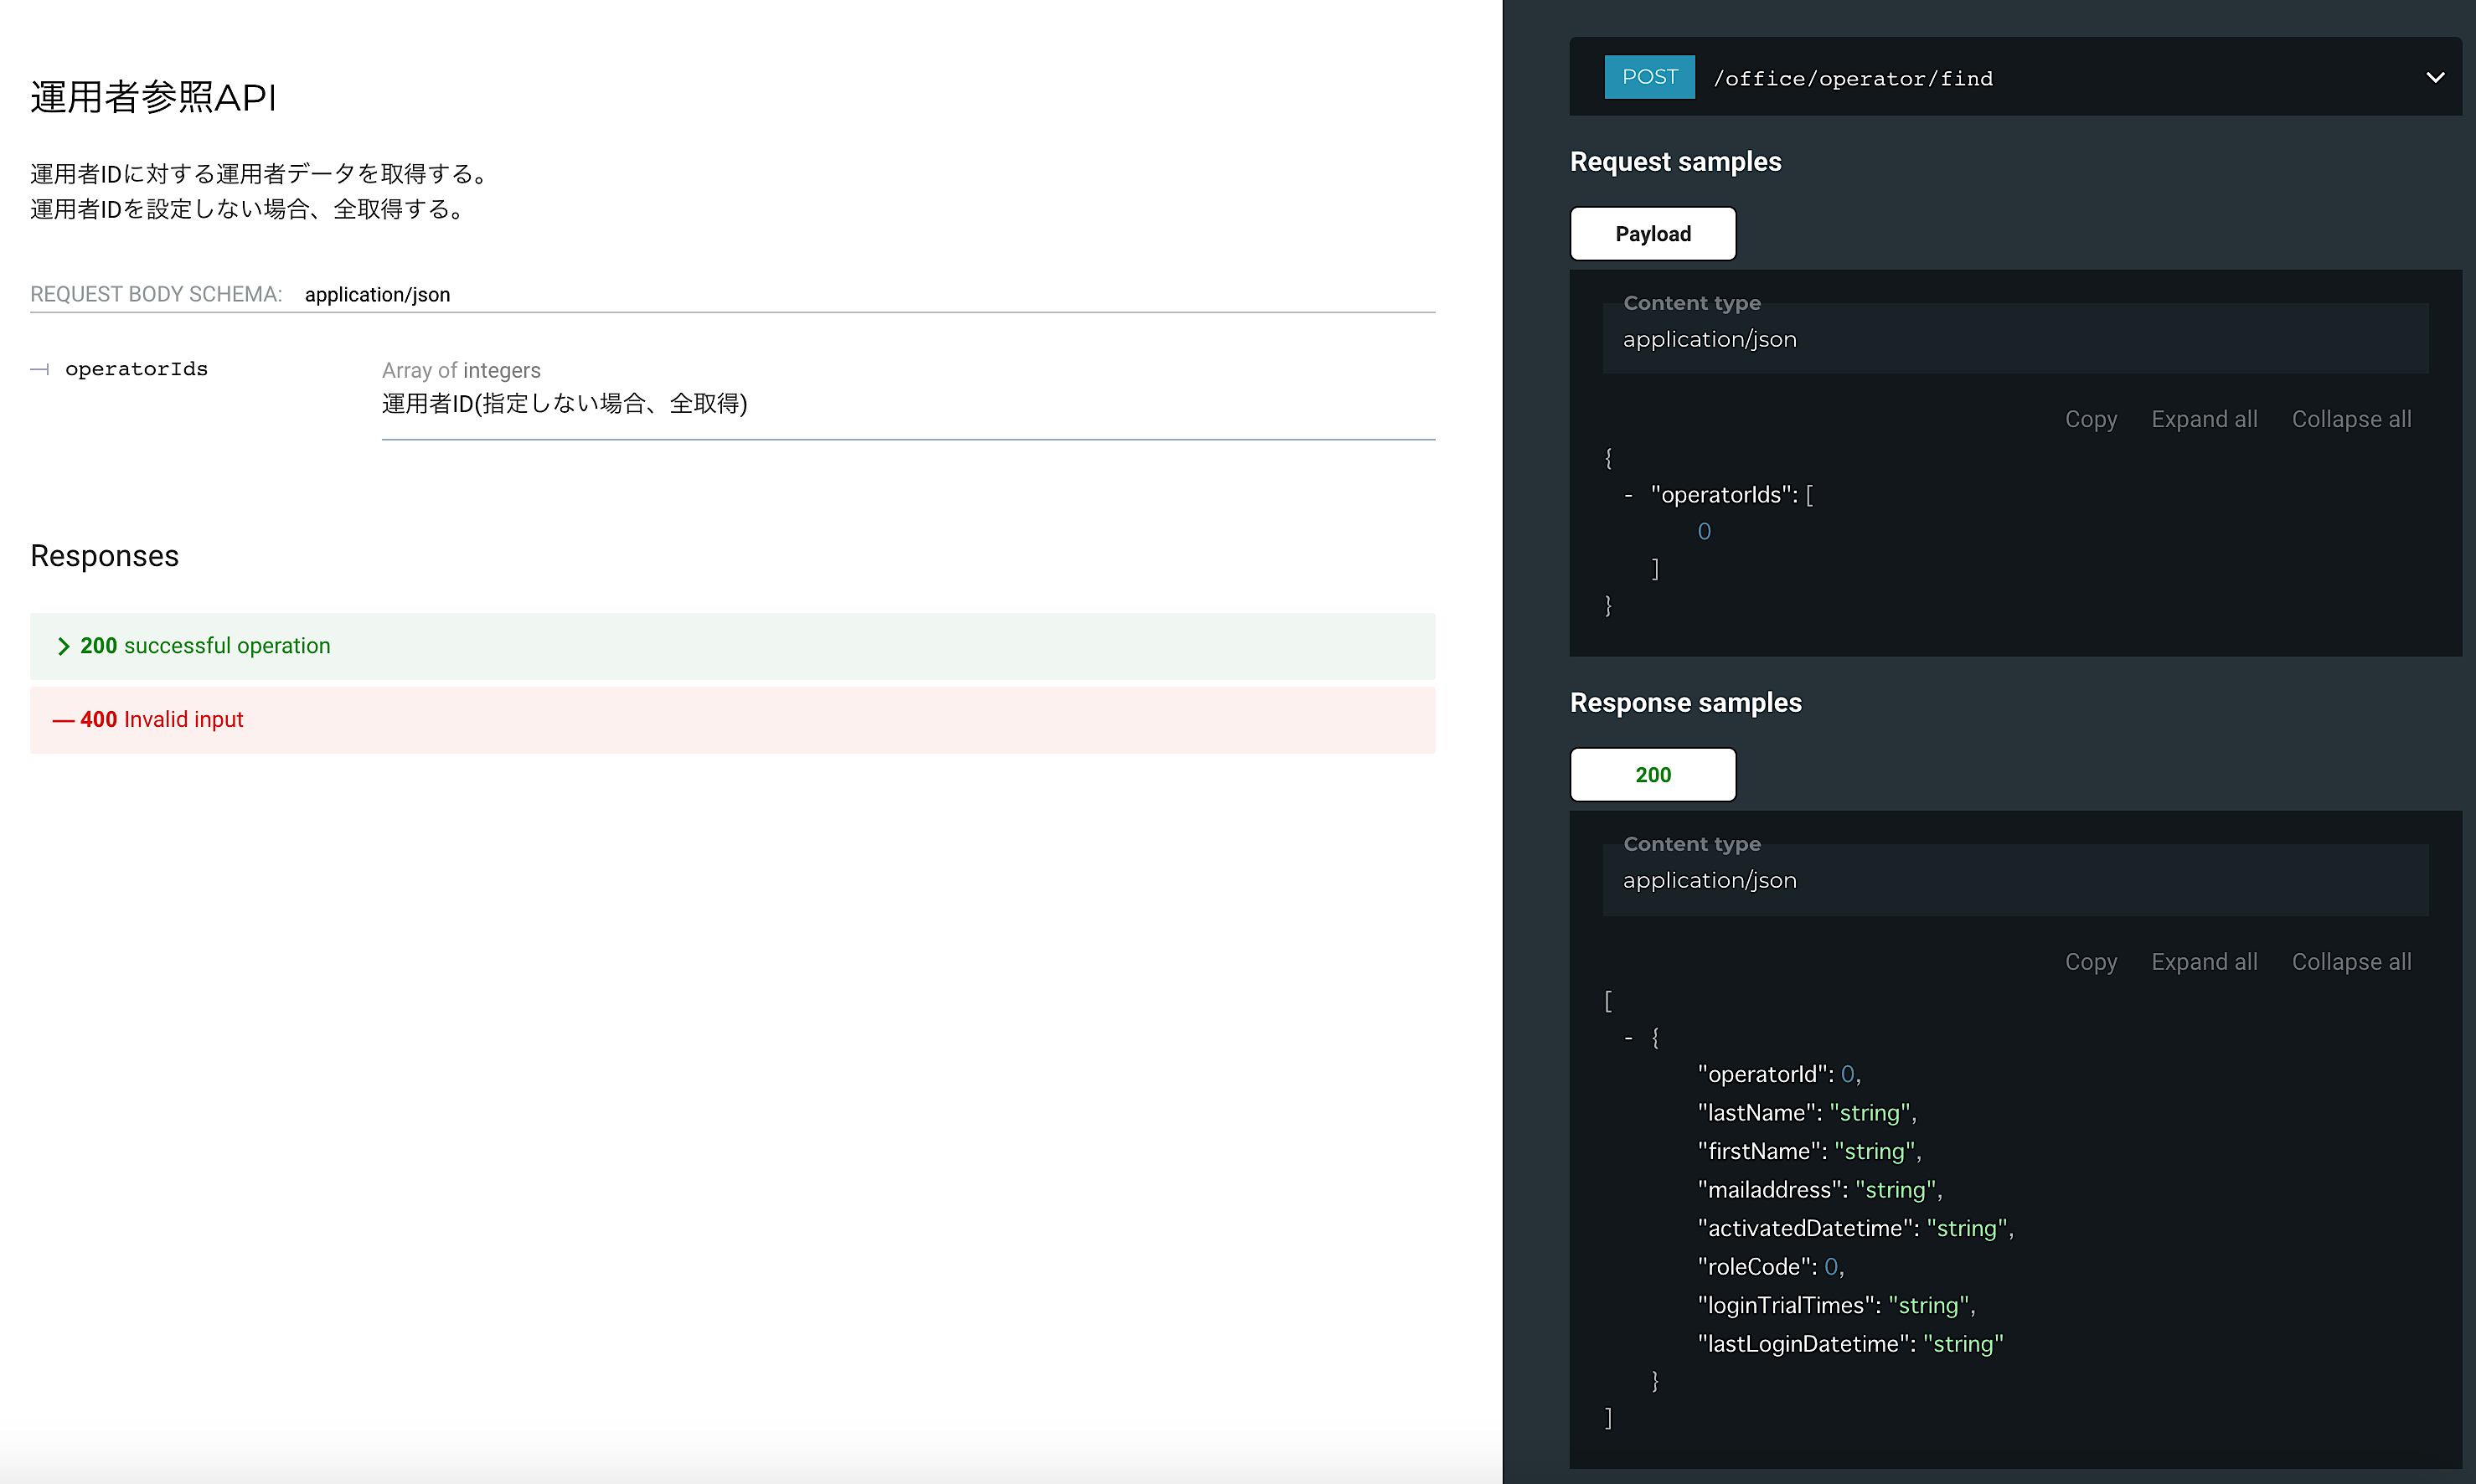 運用者参照API
運用者IDに対する運用者データを取得する。
運用者IDを設定しない場合、全取得する。
REQUEST BODY SCHEMA: application/json
operatorIds
Array of integers
運用者ID(指定しない場合、全取得)
Responses
200 successful operation
400 Invalid input
POST /office/operator/find
Request samples
Payload
Content type
application/json
Copy Expand all Collapse all
{
- "operatorIds": [
0
]
}
Response samples
200
Content type
application/json
Copy Expand all Collapse all
[
- {
"operatorId": 0,
"lastName": "string",
"firstName": "string",
"mailaddress": "string",
"activatedDatetime": "string",
"roleCode": 0,
"loginTrialTimes": "string",
"lastLoginDatetime": "string"
}
]